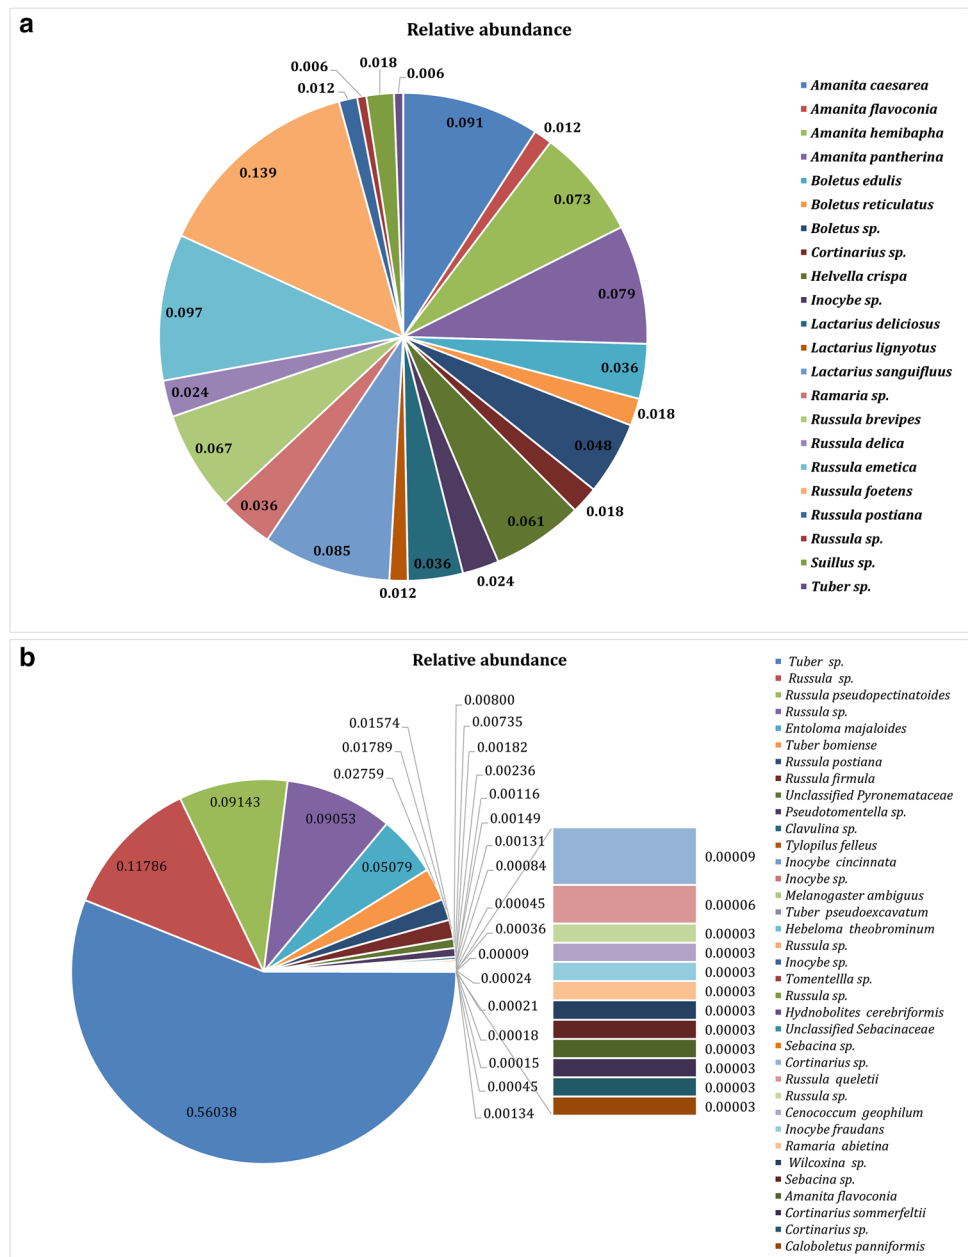 a
Relative abundance
0.006
0.018
0.006
0.012
0.091
0.012
0.139
0.073
0.079
0.097
0.036
0.024
0.018
0.067
0.048
0.036
0.018
0.061
0.085
0.036
0.024
0.012
Amanita caesarea
Amanita flavoconia
Amanita hemibapha
Amanita pantherina
Boletus edulis
Boletus reticulatus
Boletus sp.
Cortinarius sp.
Helvella crispa
Inocybe sp.
Lactarius deliciosus
Lactarius lignyotus
Lactarius sanguifluus
Ramaria sp.
Russula brevipes
Russula delica
Russula emetica
Russula foetens
Russula postiana
Russula sp.
Suillus sp.
Tuber sp.
b
Relative abundance
0.01574
0.01789
0.02759
0.09143
0.09053
0.11786
0.05079
0.56038
0.00800
0.00735
0.00182
0.00236
0.00116
0.00149
0.00131
0.00084
0.00045
0.00036
0.00009
0.00024
0.00021
0.00018
0.00015
0.00045
0.00134
0.00009
0.00006
0.00003
0.00003
0.00003
0.00003
0.00003
0.00003
0.00003
0.00003
0.00003
0.00003
Tuber sp.
Russula sp.
Russula pseudopectinatoides
Russula sp.
Entoloma majaloides
Tuber bomiense
Russula postiana
Russula firmula
Unclassified Pyronemataceae
Pseudotomentella sp.
Clavulina sp.
Tylopilus felleus
Inocybe cincinnata
Inocybe sp.
Melanogaster ambiguus
Tuber pseudoexcavatum
Hebeloma theobrominum
Russula sp.
Inocybe sp.
Tomentellla sp.
Russula sp.
Hydnobolites cerebriformis
Unclassified Sebacinaceae
Sebacina sp.
Cortinarius sp.
Russula queletii
Russula sp.
Cenococcum geophilum
Inocybe fraudans
Ramaria abietina
Wilcoxina sp.
Sebacina sp.
Amanita flavoconia
Cortinarius sommerfeltii
Cortinarius sp.
Caloboletus panniformis